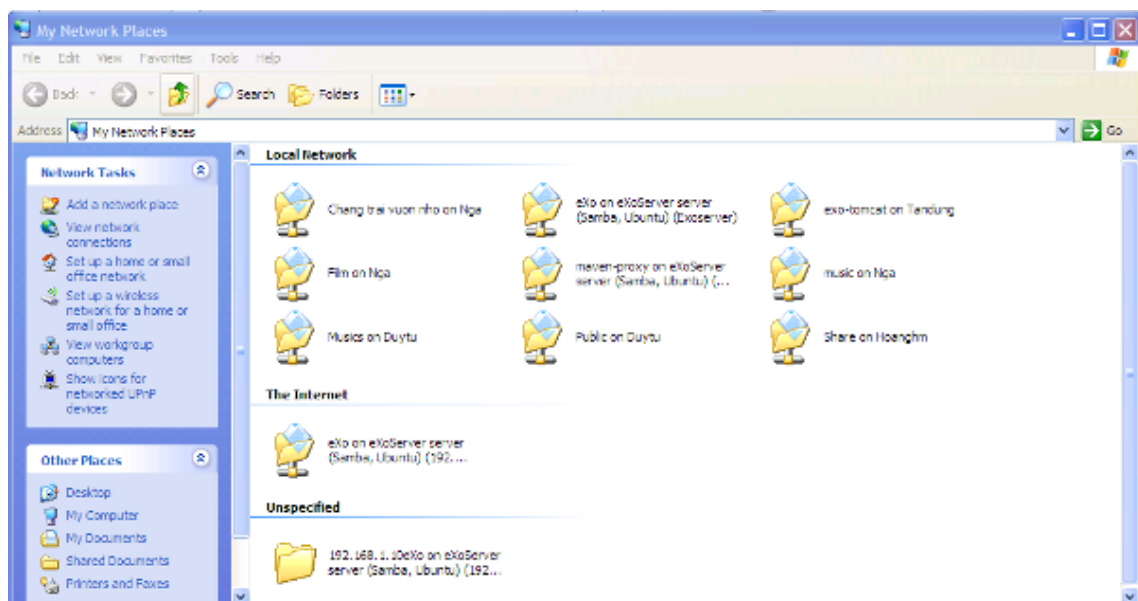 My Network Places
File Edit View Favorites Tools Help
Back Search Folders
Address My Network Places Go
Network Tasks
Add a network place
View network
connections
Set up a home or small
office network
Set up a wireless
network for a home or
small office
View workgroup
computers
Show icons for
networked UPnP
devices
Other Places
Desktop
My Computer
My Documents
Shared Documents
Printers and Faxes
Local Network
Chang trai vuon nho on Nga
eXo on eXoServer server
(Samba, Ubuntu) (Exoserver)
exo-tomcat on Tandung
Film on Nga
maven-proxy on eXoServer
server (Samba, Ubuntu) (...
music on Nga
Musics on Duytu
Public on Duytu
Share on Hoanghm
The Internet
eXo on eXoServer server
(Samba, Ubuntu) (192....
Unspecified
192.168.1.10eXo on eXoServer
server (Samba, Ubuntu) (192...